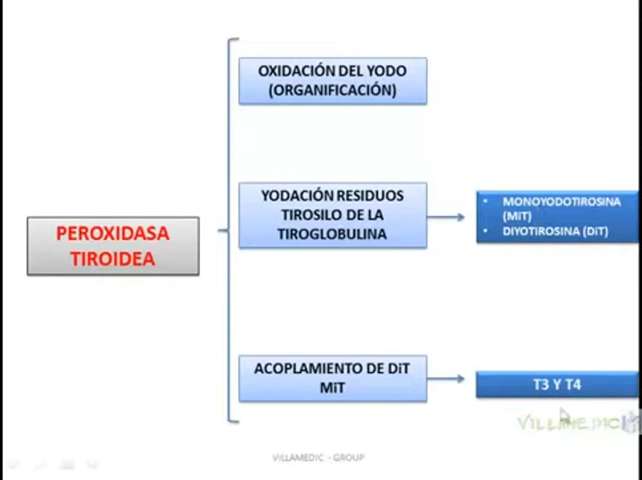 OXIDACIÓN DEL YODO
(ORGANIFICACIÓN)
PEROXIDASA
TIROIDEA
YODACIÓN RESIDUOS
TIROSILO DE LA
TIROGLOBULINA
• MONOYODOTIROSINA
(MiT)
• DIYOTIROSINA (DiT)
ACOPLAMIENTO DE DiT
MiT
T3 Y T4
VILLAMEDIC
VILLAMEDIC - GROUP